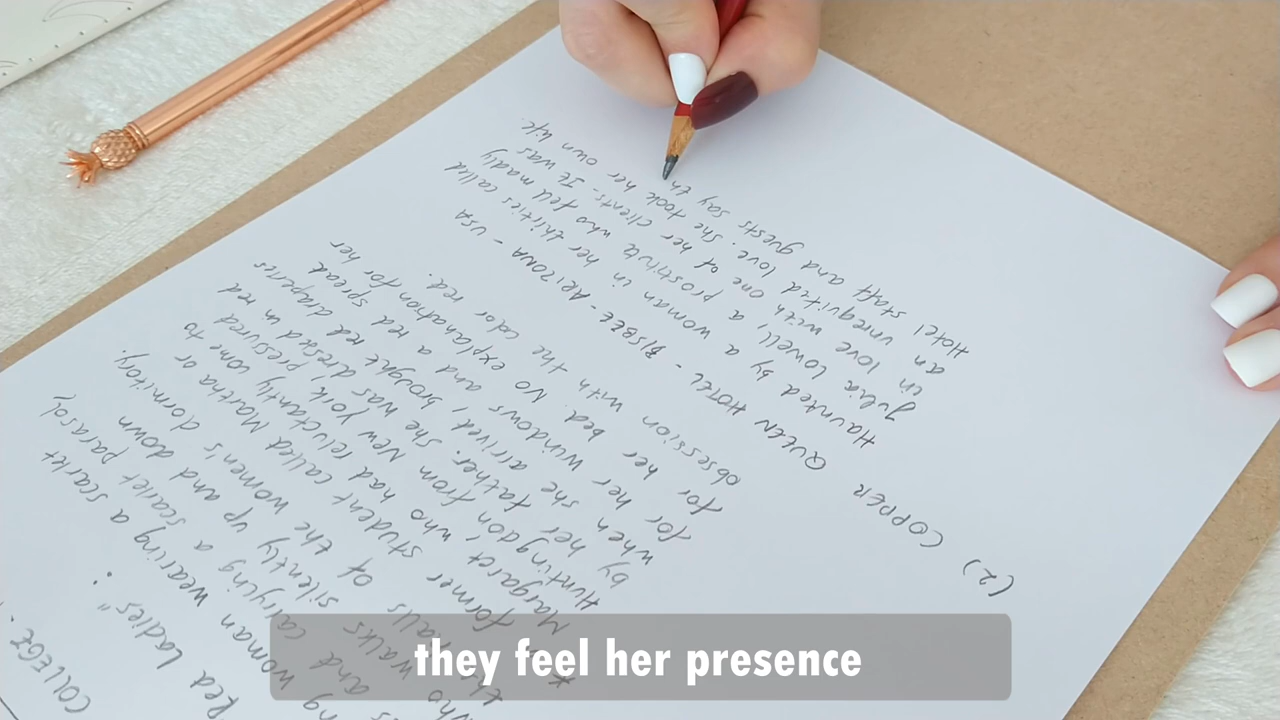 COLLEGE.
Red Ladies":
woman wearing a scarlet
and carrying a scarlet parasol,
who walks silently up and down
the halls of the women's dormitory.
* former student called Martha or
Margaret who had reluctantly come to
Huntingdon from New York, pressured
by her father. She was dressed in red
when she arrived, brought red draperies
for her windows and a red spread
for her bed. No explanation for her
obsession with the color red.
(2) COPPER QUEEN HOTEL - BISBEE - ARIZONA - USA
Haunted by a woman in her thirties called
Julia Lowell, a prostitute who fell madly
in love with one of her clients. It was
an unrequited love. She took her own life.
Hotel staff and guests say th
they feel her presence